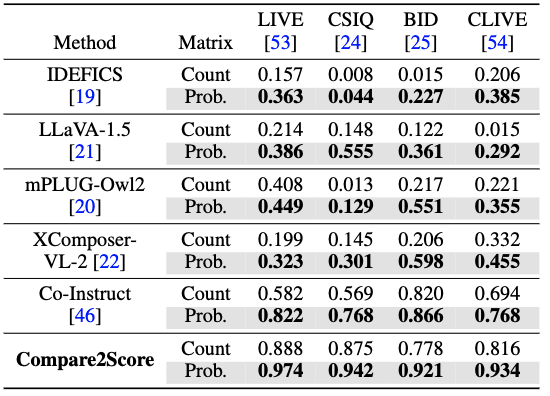 Method Matrix LIVE [53] CSIQ [24] BID [25] CLIVE [54]
IDEFICS Count 0.157 0.008 0.015 0.206
[19] Prob. 0.363 0.044 0.227 0.385
LLaVA-1.5 Count 0.214 0.148 0.122 0.015
[21] Prob. 0.386 0.555 0.361 0.292
mPLUG-Owl2 Count 0.408 0.013 0.217 0.221
[20] Prob. 0.449 0.129 0.551 0.355
XComposer- Count 0.199 0.145 0.206 0.332
VL-2 [22] Prob. 0.323 0.301 0.598 0.455
Co-Instruct Count 0.582 0.569 0.820 0.694
[46] Prob. 0.822 0.768 0.866 0.768
Compare2Score Count 0.888 0.875 0.778 0.816
Prob. 0.974 0.942 0.921 0.934